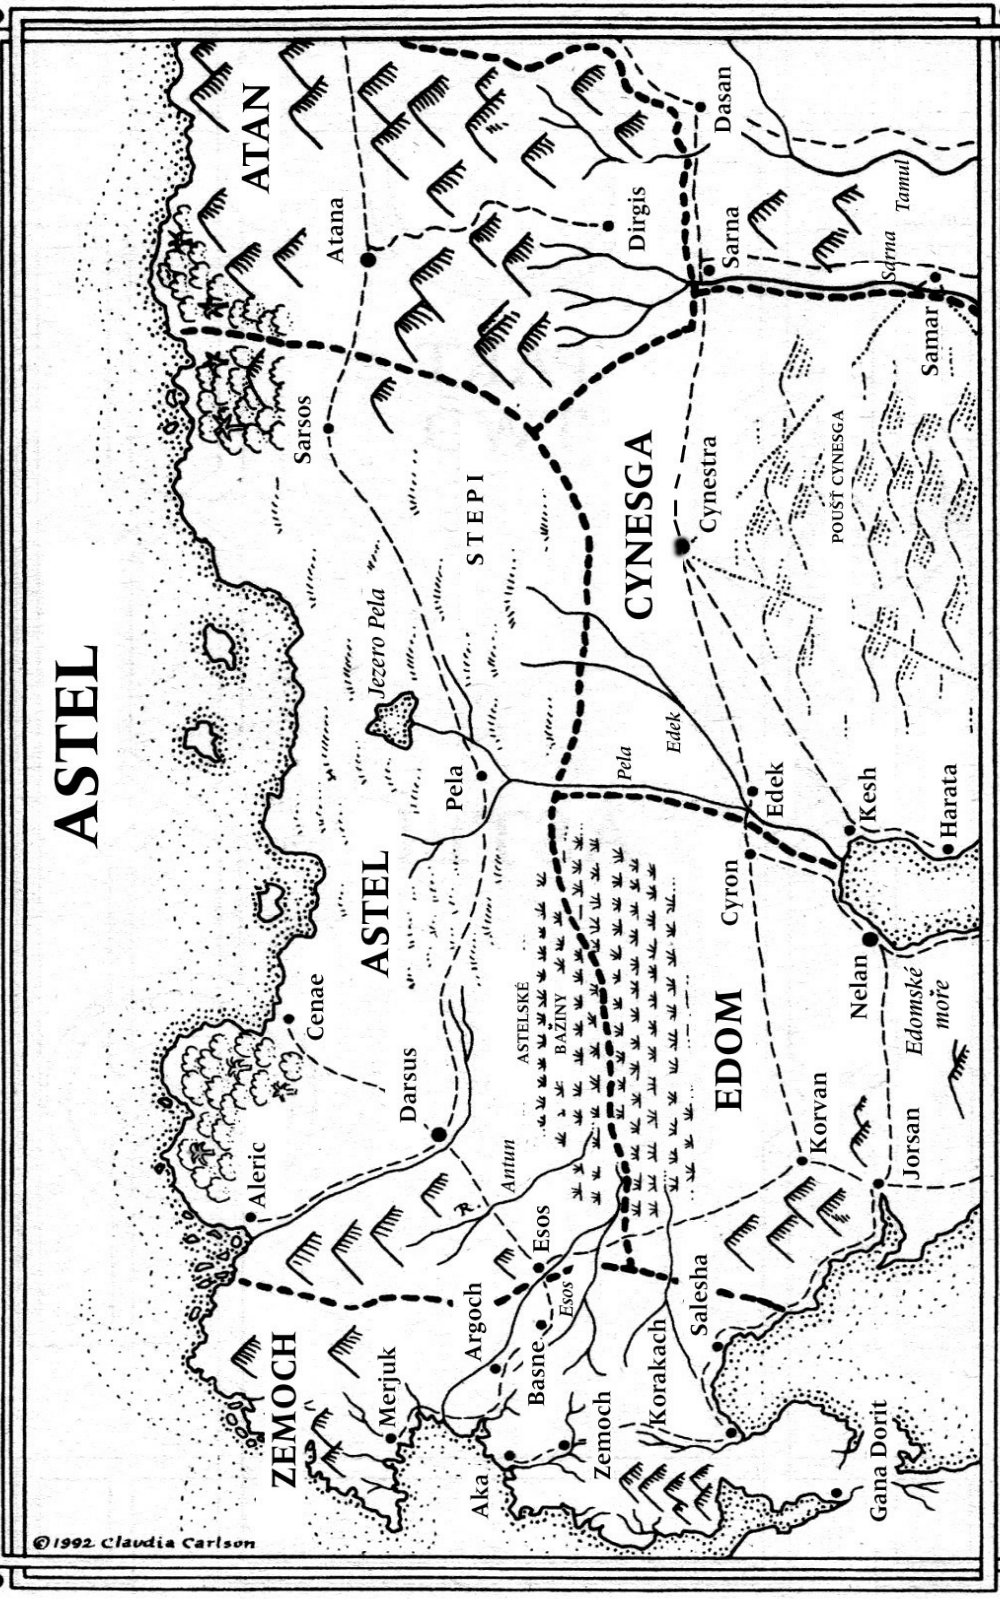 ASTEL
©1992 Claudia Carlson
ZEMOCH
Merjuk
Aka
Argoch
Basne
Zemoch
Korakach
Salesha
Gana Dorit
Esos
Esos
Aleric
Darsus
Antun
R
Cenae
ASTEL
ASTELSKÉ
BAŽINY
EDOM
Korvan
Jorsan
Nelan
Edomské
moře
Cyron
Edek
Kesh
Harata
Pela
Jezero Pela
Pela
Edek
STEPI
Sarsos
CYNESGA
Cynestra
POUŠŤ CYNESGA
ATAN
Atana
Dirgis
Sarna
Dasan
Sarna
Tamul
Samar